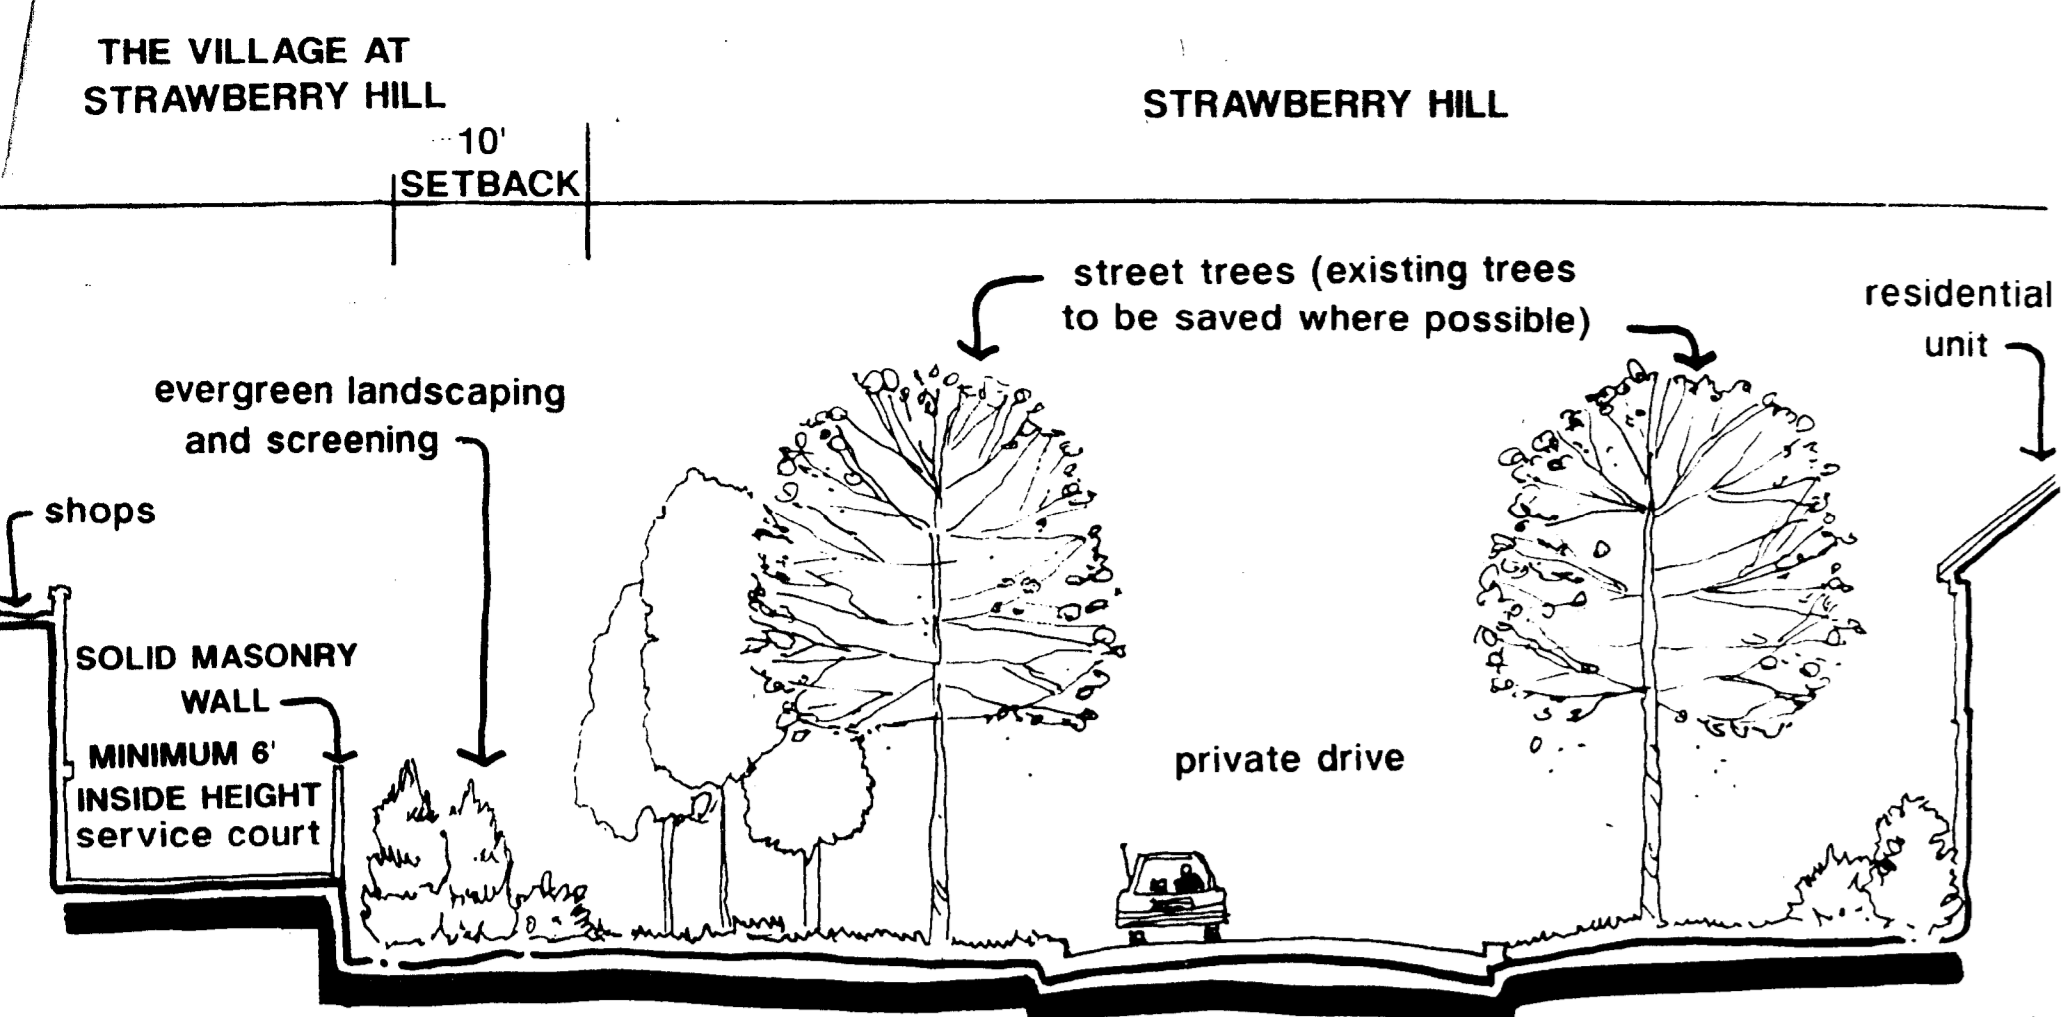 THE VILLAGE AT
STRAWBERRY HILL
10'
SETBACK
STRAWBERRY HILL
street trees (existing trees
to be saved where possible)
residential
unit
evergreen landscaping
and screening
shops
SOLID MASONRY
WALL
MINIMUM 6'
INSIDE HEIGHT
service court
private drive